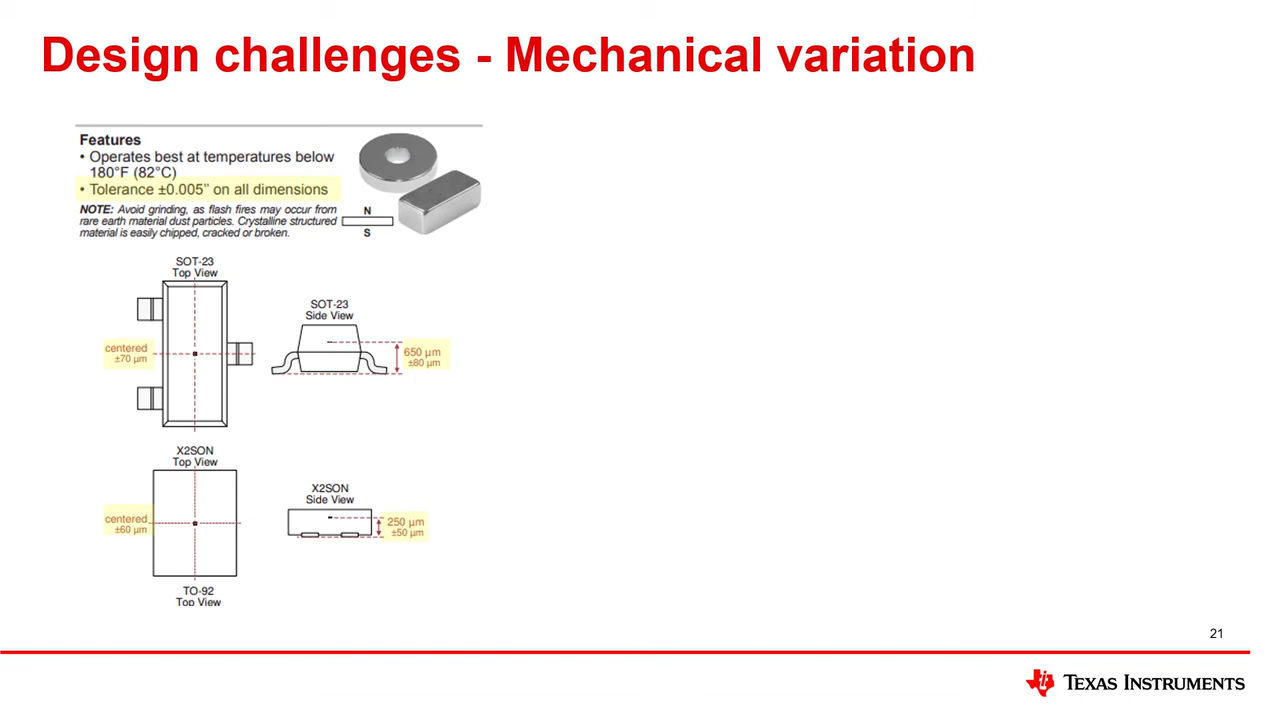 Design challenges - Mechanical variation
Features
• Operates best at temperatures below
180°F (82°C)
• Tolerance ±0.005" on all dimensions
NOTE: Avoid grinding, as flash fires may occur from
rare earth material dust particles. Crystalline structured
material is easily chipped, cracked or broken.
N
S
SOT-23
Top View
centered
±70 µm
SOT-23
Side View
650 µm
±80 µm
X2SON
Top View
centered
±60 µm
X2SON
Side View
250 µm
±50 µm
TO-92
Top View
21
TEXAS INSTRUMENTS